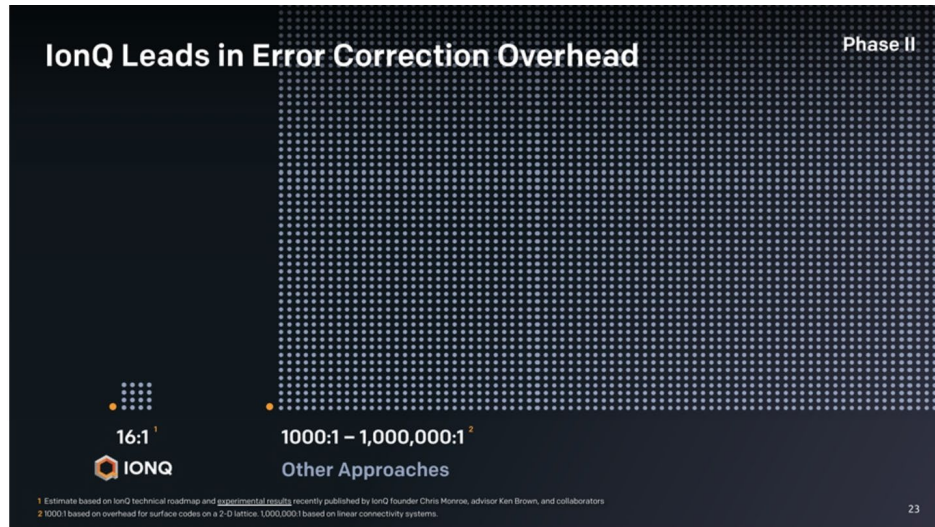 IonQ Leads in Error Correction Overhead
Phase II
16:1 1
1000:1 – 1,000,000:1 2
IONQ
Other Approaches
1 Estimate based on IonQ technical roadmap and experimental results recently published by IonQ founder Chris Monroe, advisor Ken Brown, and collaborators
2 1000:1 based on overhead for surface codes on a 2-D lattice. 1,000,000:1 based on linear connectivity systems.
23